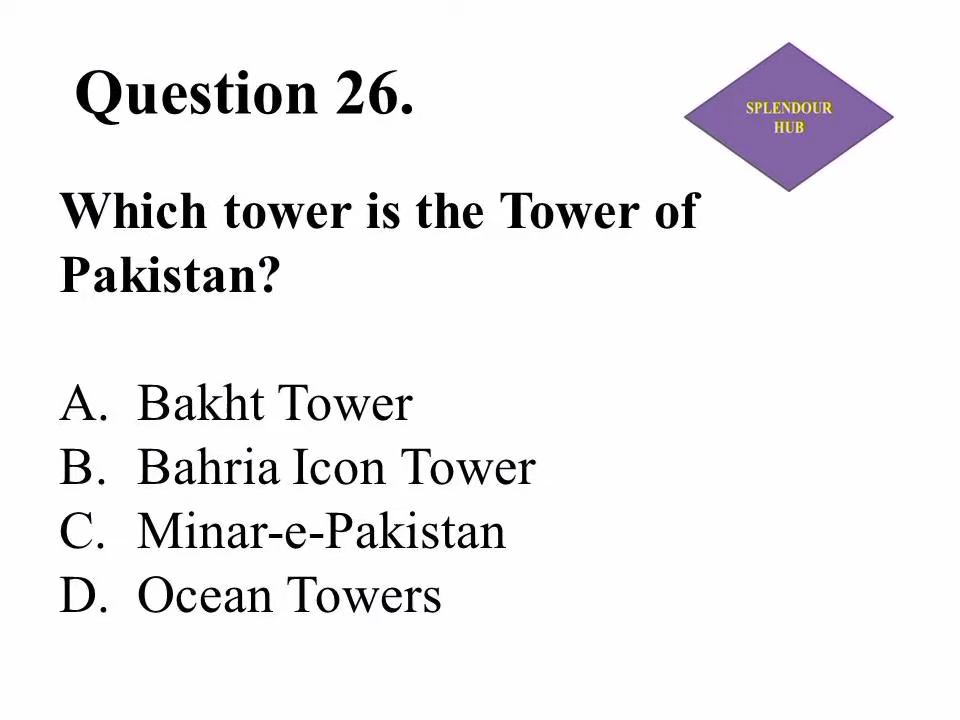 Question 26.
SPLENDOUR
HUB
Which tower is the Tower of
Pakistan?
A. Bakht Tower
B. Bahria Icon Tower
C. Minar-e-Pakistan
D. Ocean Towers